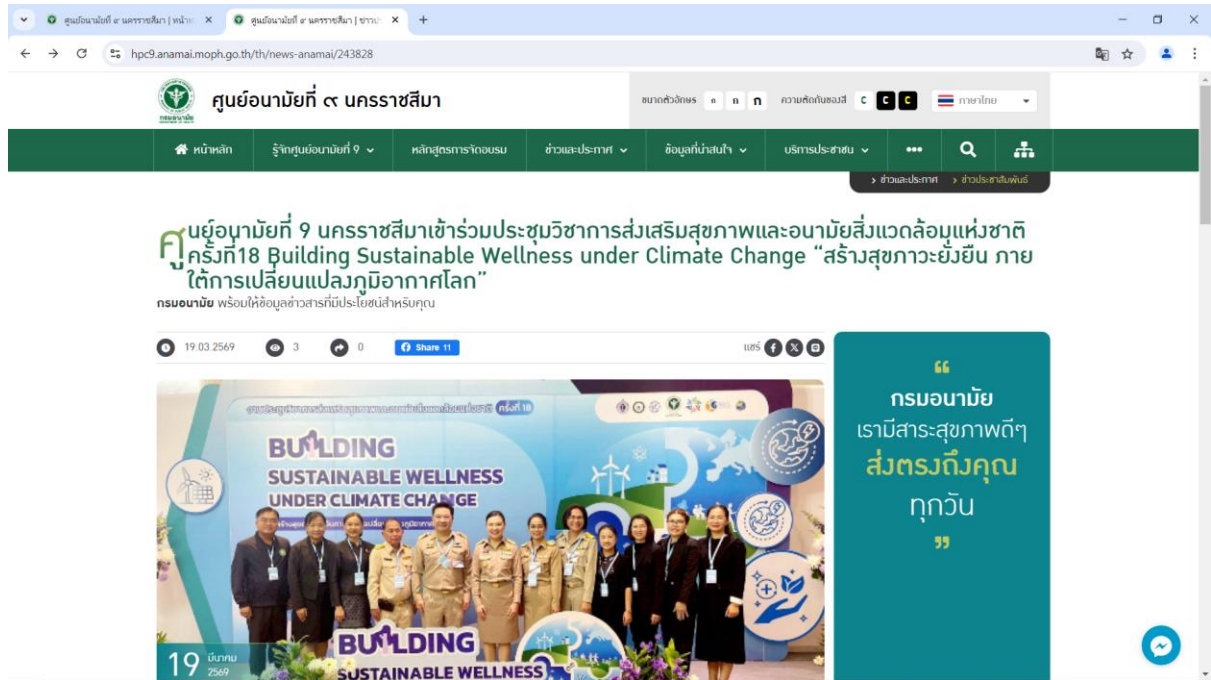 ศูนย์อนามัยที่ ๙ นครราชสีมา | หน้า
ศูนย์อนามัยที่ ๙ นครราชสีมา | ข่าวป
hpc9.anamai.moph.go.th/th/news-anamai/243828
กรมอนามัย
ศูนย์อนามัยที่ ๙ นครราชสีมา
ขนาดตัวอักษร ก ก ก ความตัดกันของสี C C C ภาษาไทย
หน้าหลัก รู้จักศูนย์อนามัยที่ 9 หลักสูตรการจัดอบรม ข่าวและประกาศ ข้อมูลที่น่าสนใจ บริการประชาชน
ข่าวและประกาศ ข่าวประชาสัมพันธ์
ศูนย์อนามัยที่ 9 นครราชสีมาเข้าร่วมประชุมวิชาการส่งเสริมสุขภาพและอนามัยสิ่งแวดล้อมแห่งชาติ
ครั้งที่18 Building Sustainable Wellness under Climate Change “สร้างสุขภาวะยั่งยืน ภาย
ใต้การเปลี่ยนแปลงภูมิอากาศโลก”
กรมอนามัย พร้อมให้ข้อมูลข่าวสารที่มีประโยชน์สำหรับคุณ
19.03.2569 3 0 Share 11 แชร์
ครั้งที่ 18
BUILDING
SUSTAINABLE WELLNESS
UNDER CLIMATE CHANGE
BUILDING
SUSTAINABLE WELLNESS
19 มีนาคม
2569
“
กรมอนามัย
เรามีสาระสุขภาพดีๆ
ส่งตรงถึงคุณ
ทุกวัน
”